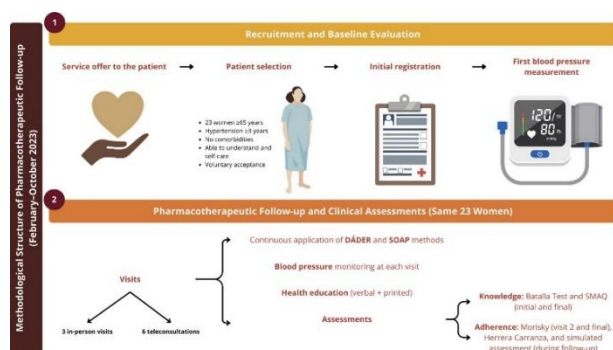 Methodological Structure of Pharmacotherapeutic Follow-up
(February–October 2023)
1
Recruitment and Baseline Evaluation
Service offer to the patient
Patient selection
Initial registration
First blood pressure
measurement
• 23 women ≥65 years
• Hypertension ≥3 years
• No comorbidities
• Able to understand and
self care
• Voluntary acceptance
120
80
2
Pharmacotherapeutic Follow-up and Clinical Assessments (Same 23 Women)
Continuous application of DÁDER and SOAP methods
Blood pressure monitoring at each visit
Visits
Health education (verbal + printed)
Assessments
3 in-person visits
6 teleconsultations
Knowledge: Batalla Test and SMAQ
(initial and final)
Adherence: Morisky (visit 2 and final),
Herrera Carranza, and simulated
assessment (during follow-up)